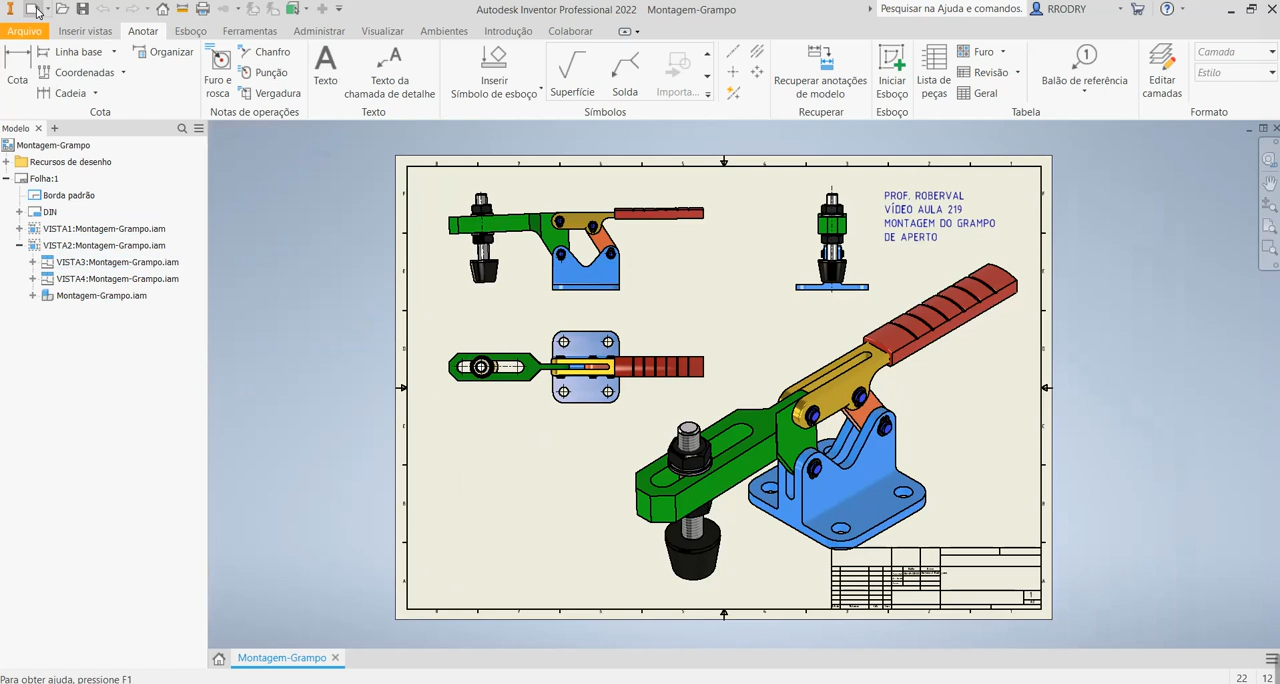 Autodesk Inventor Professional 2022 Montagem-Grampo
Pesquisar na Ajuda e comandos.
RRODRY
Arquivo Inserir vistas Anotar Esboço Ferramentas Administrar Visualizar Ambientes Introdução Colaborar
Cota
Linha base
Coordenadas
Cadeia
Organizar
Cota
Furo e
rosca
Chanfro
Punção
Vergadura
Notas de operações
Texto
Texto da
chamada de detalhe
Texto
Inserir
Símbolo de esboço
Superfície
Solda
Importa...
Símbolos
Recuperar anotações
de modelo
Recuperar
Iniciar
Esboço
Esboço
Lista de
peças
Furo
Revisão
Geral
Balão de referência
Tabela
Editar
camadas
Camada
Estilo
Formato
Modelo
Montagem-Grampo
Recursos de desenho
Folha:1
Borda padrão
DIN
VISTA1:Montagem-Grampo.iam
VISTA2:Montagem-Grampo.iam
VISTA3:Montagem-Grampo.iam
VISTA4:Montagem-Grampo.iam
Montagem-Grampo.iam
PROF. ROBERVAL
VÍDEO AULA 219
MONTAGEM DO GRAMPO
DE APERTO
Montagem-Grampo
Para obter ajuda, pressione F1
22 12